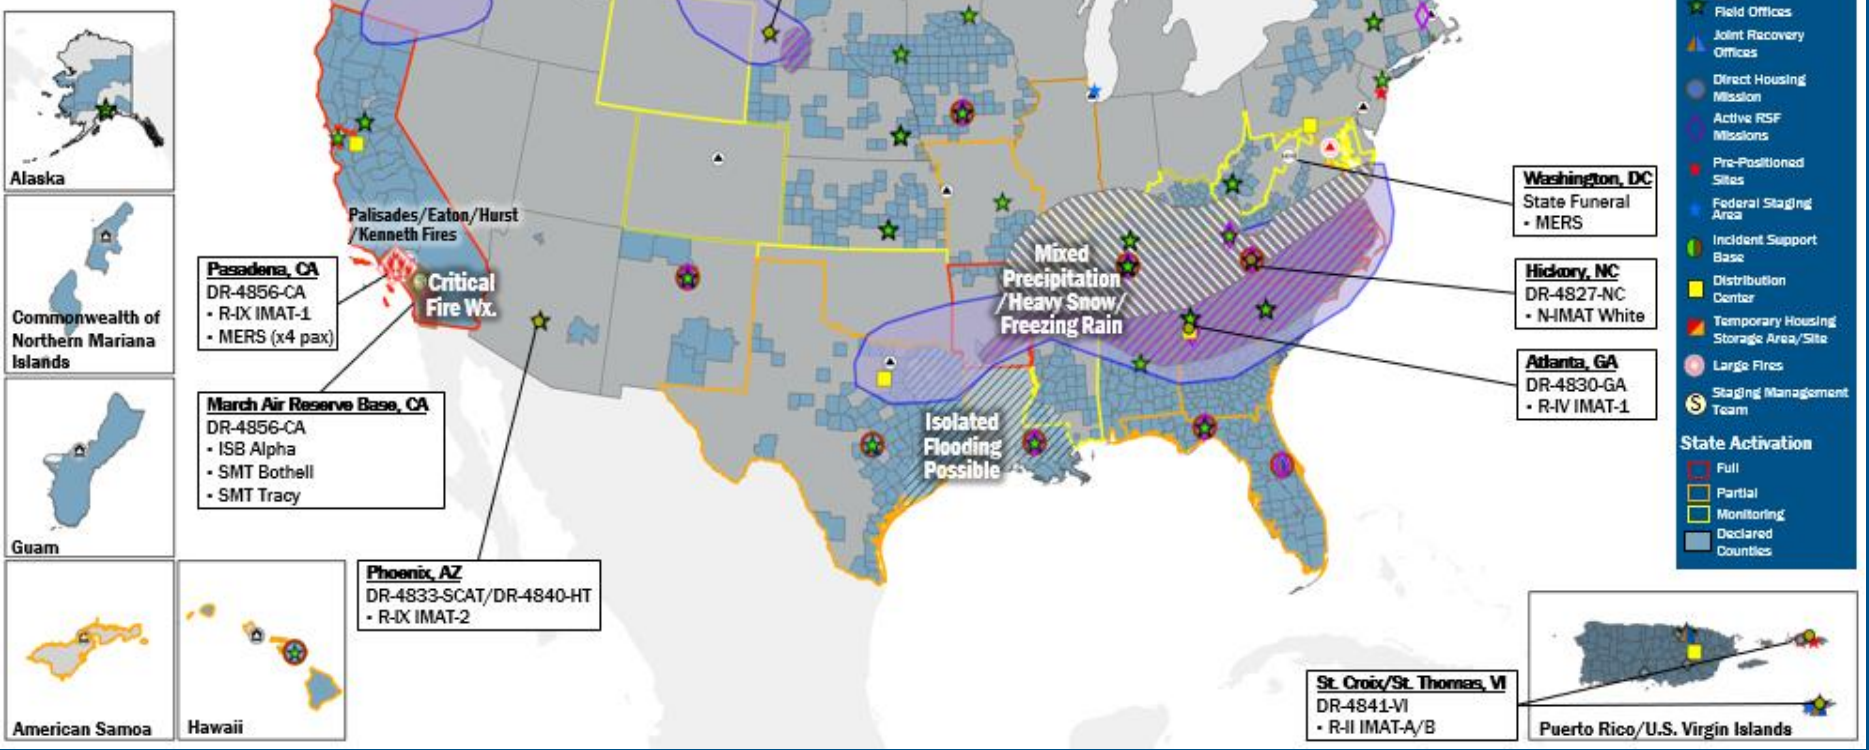 Alaska
Commonwealth of
Northern Mariana
Islands
Guam
American Samoa
Hawaii
Palisades/Eaton/Hurst
/Kenneth Fires
Pasadena, CA
DR-4856-CA
• R-IX IMAT-1
• MERS (x4 pax)
Critical
Fire Wx.
March Air Reserve Base, CA
DR-4856-CA
• ISB Alpha
• SMT Bothell
• SMT Tracy
Phoenix, AZ
DR-4833-SCAT/DR-4840-HT
• R-IX IMAT-2
Mixed
Precipitation
/Heavy Snow/
Freezing Rain
Isolated
Flooding
Possible
Washington, DC
State Funeral
• MERS
Hickory, NC
DR-4827-NC
• N-IMAT White
Atlanta, GA
DR-4830-GA
• R-IV IMAT-1
St. Croix/St. Thomas, VI
DR-4841-VI
• R-II IMAT-A/B
Puerto Rico/U.S. Virgin Islands
Field Offices
Joint Recovery
Offices
Direct Housing
Mission
Active RSF
Missions
Pre-Positioned
Sites
Federal Staging
Area
Incident Support
Base
Distribution
Center
Temporary Housing
Storage Area/Site
Large Fires
S
Staging Management
Team
State Activation
Full
Partial
Monitoring
Declared
Counties